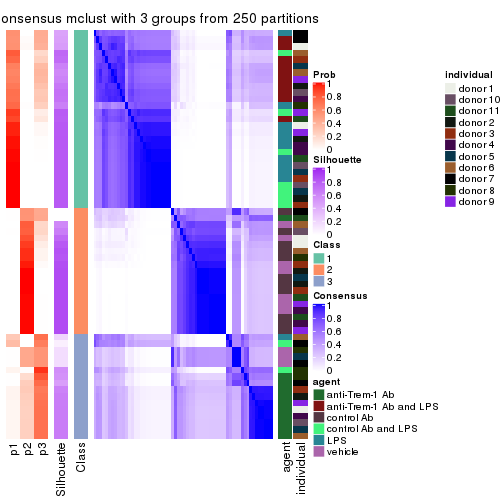 onsensus mclust with 3 groups from 250 partitions
Prob
0.8
0.6
0.4
0.2
0
Silhouette
1
0.8
0.6
0.4
0.2
0
Class
1
2
3
Consensus
1
0.8
0.6
0.4
0.2
0
agent
anti-Trem-1 Ab
anti-Trem-1 Ab and LPS
control Ab
control Ab and LPS
LPS
vehicle
individual
donor 1
donor 10
donor 11
donor 2
donor 3
donor 4
donor 5
donor 6
donor 7
donor 8
donor 9
p1
p2
p3
Silhouette
Class
agent
individual